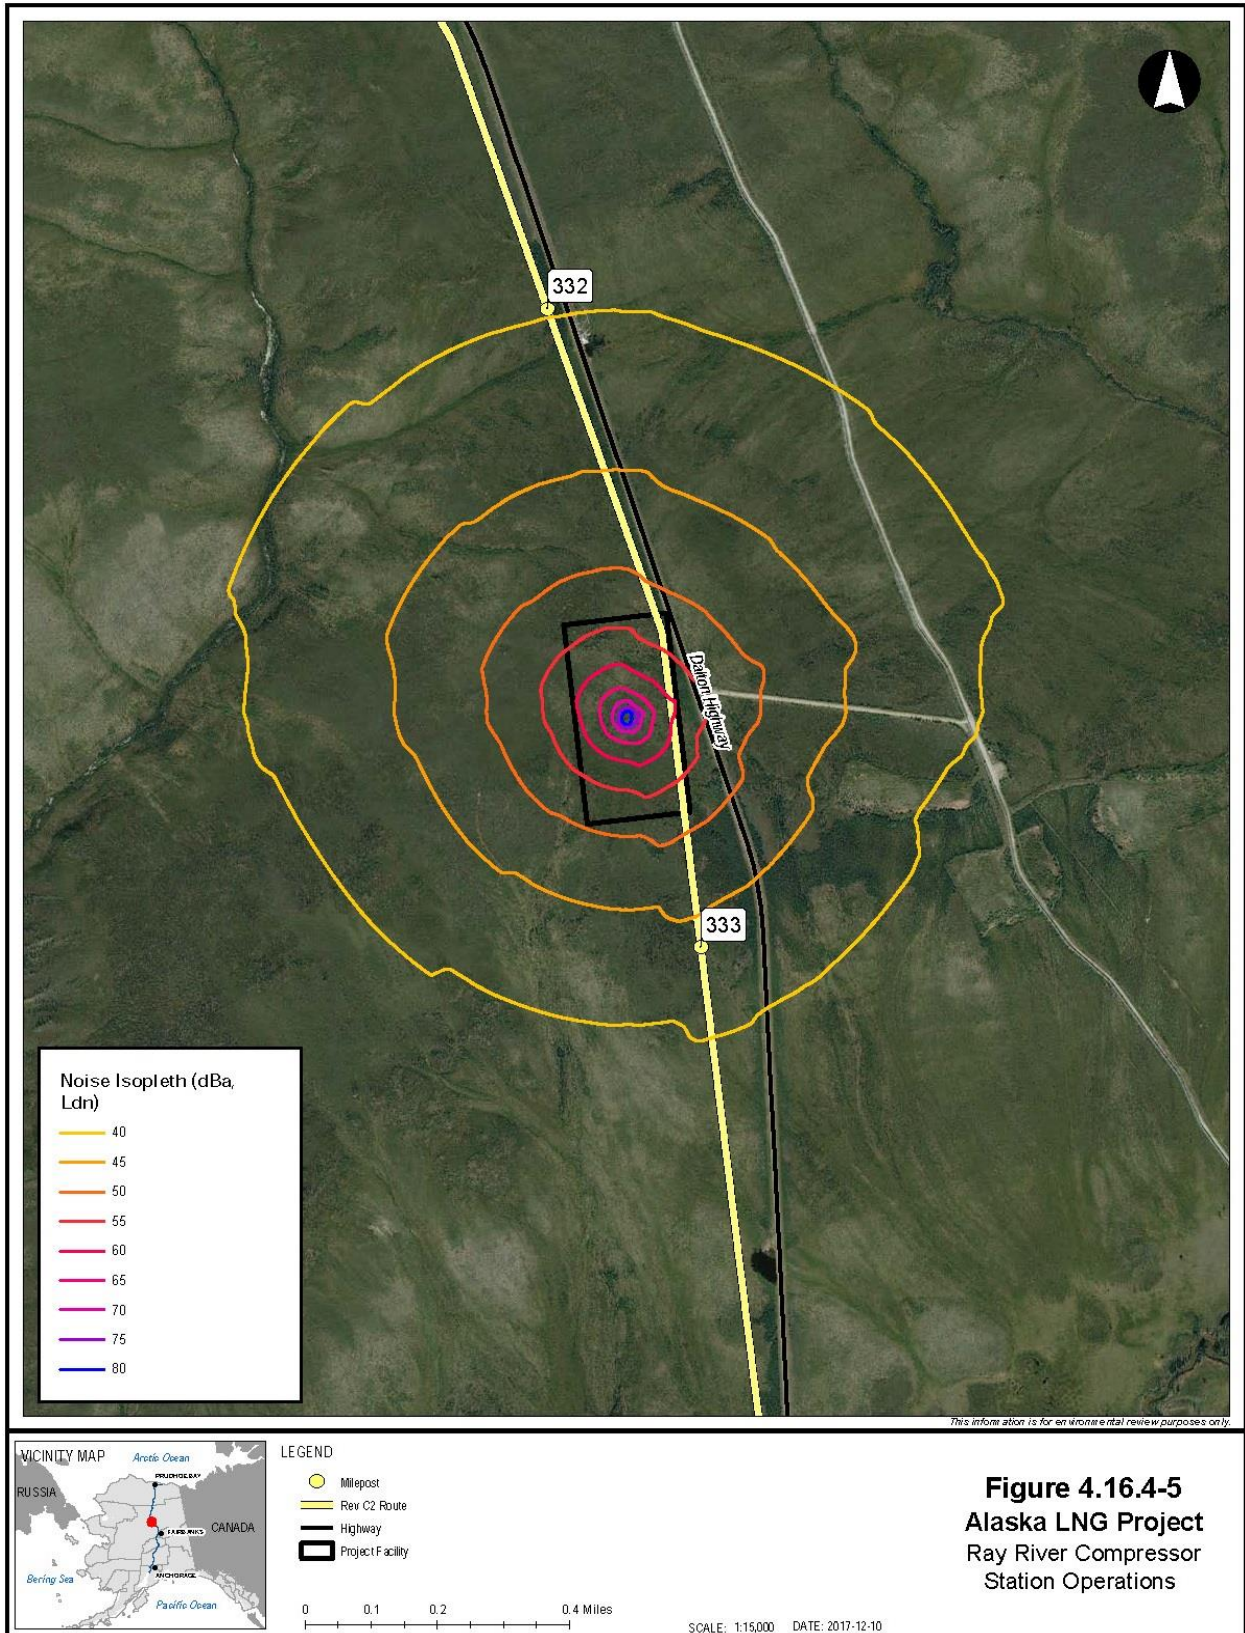 332
Dalton Highway
333
Noise Isopleth (dBa,
Ldn)
40
45
50
55
60
65
70
75
80
This information is for environmental review purposes only.
VICINITY MAP
Arctic Ocean
PRUDHOE BAY
RUSSIA
FAIRBANKS
CANADA
ANCHORAGE
Bering Sea
Pacific Ocean
LEGEND
Milepost
Rev C2 Route
Highway
Project Facility
0 0.1 0.2 0.4 Miles
SCALE: 1:15,000 DATE: 2017-12-10
Figure 4.16.4-5
Alaska LNG Project
Ray River Compressor
Station Operations